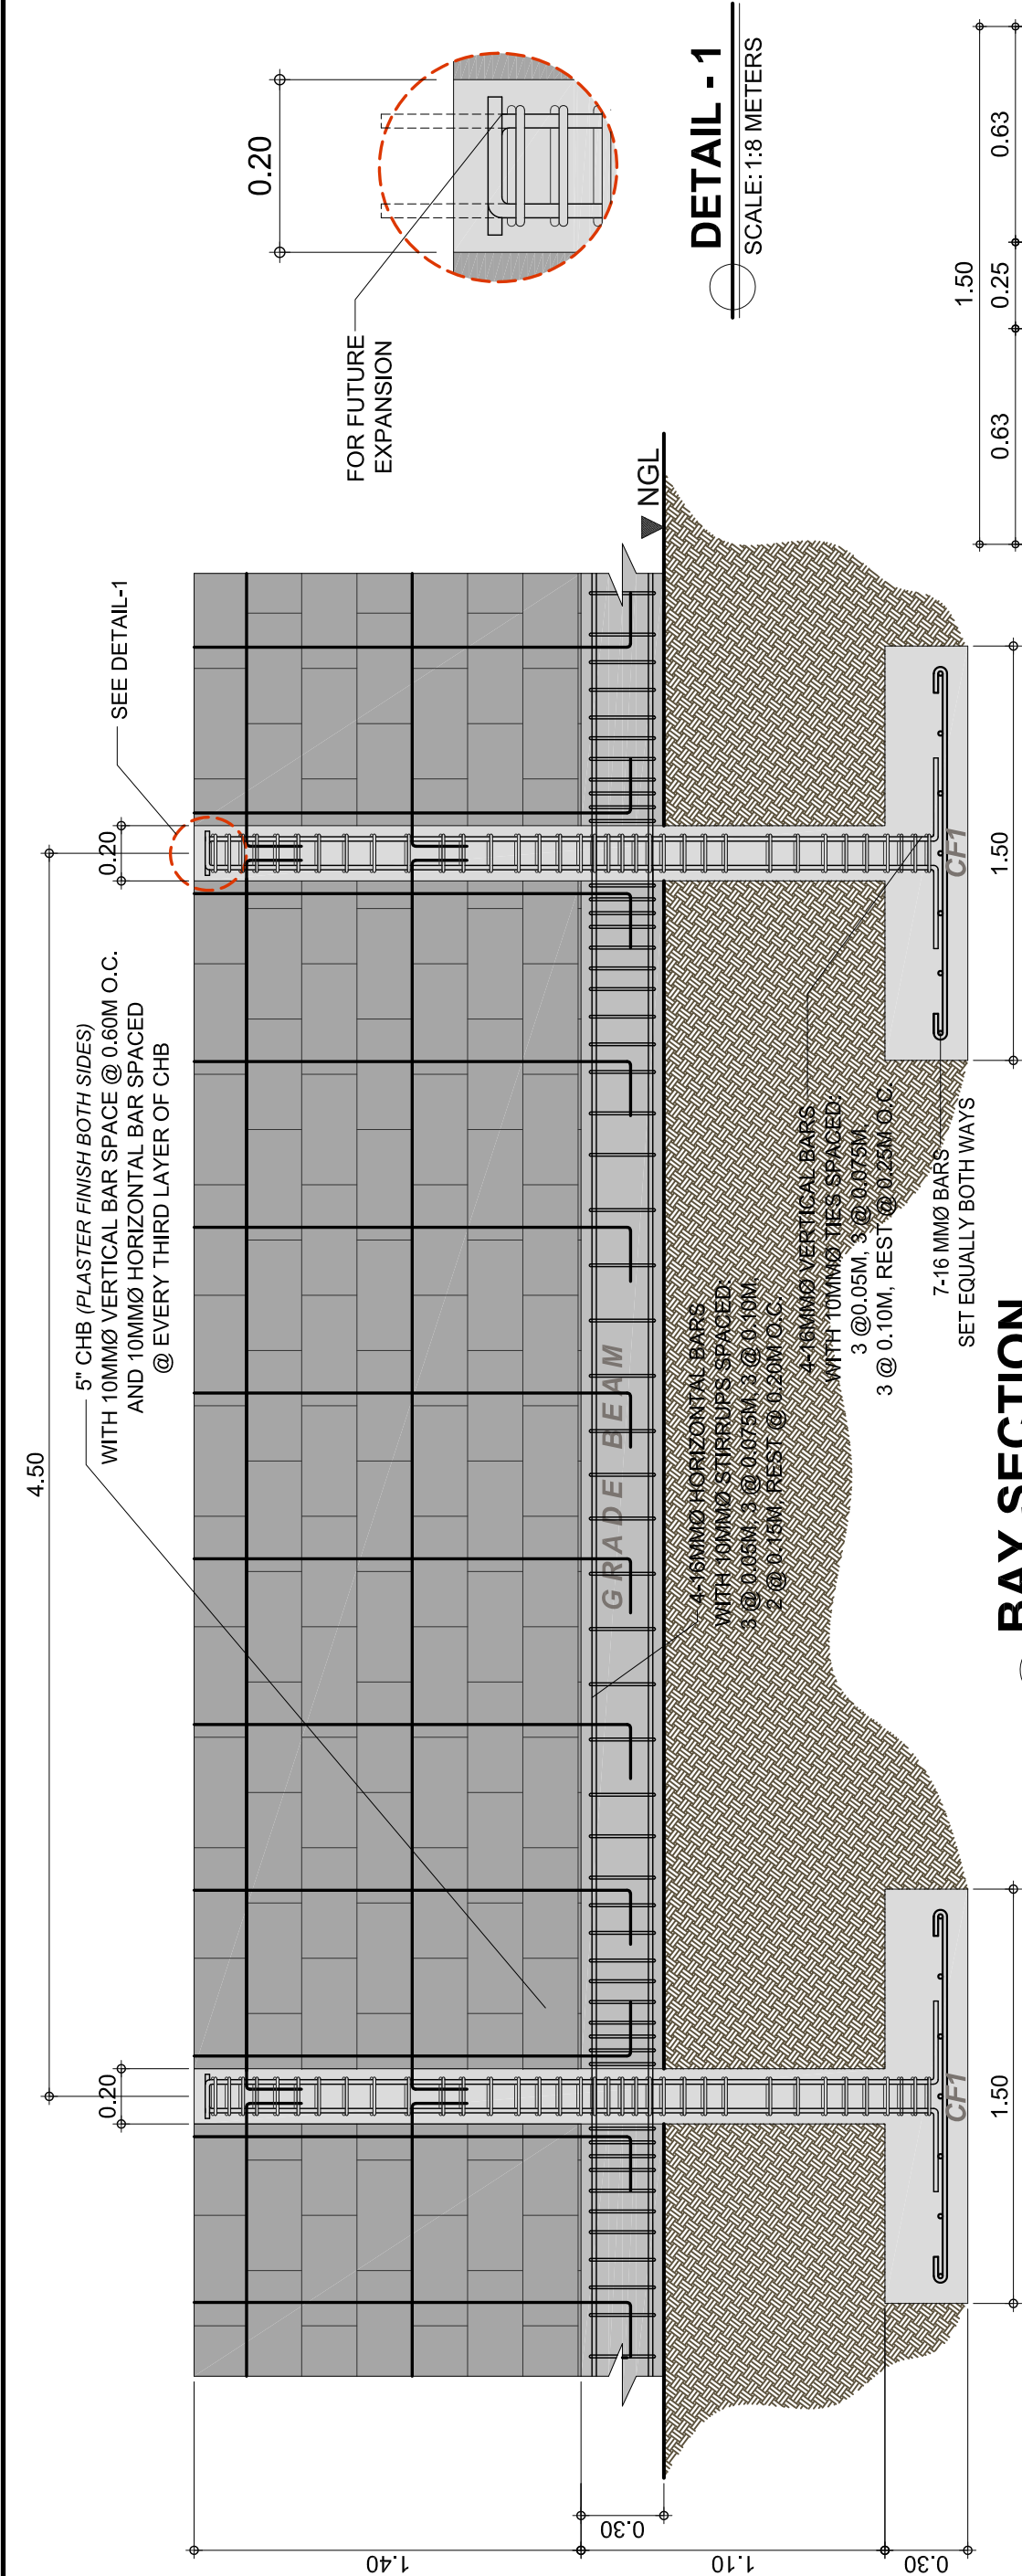 4.50
0.20
0.20
5" CHB (PLASTER FINISH BOTH SIDES)
WITH 10MMØ VERTICAL BAR SPACE @ 0.60M O.C.
AND 10MMØ HORIZONTAL BAR SPACED
@ EVERY THIRD LAYER OF CHB
SEE DETAIL-1
0.20
FOR FUTURE
EXPANSION
DETAIL - 1
SCALE: 1:8 METERS
NGL
GRADE BEAM
4-16MMØ HORIZONTAL BARS
WITH 10MMØ STIRRUPS SPACED:
3 @ 0.05M, 3 @ 0.075M, 3 @ 0.10M
2 @ 0.15M, REST @ 0.20M O.C.
4-16MMØ VERTICAL BARS
WITH 10MMØ TIES SPACED:
3 @0.05M, 3 @ 0.075M,
3 @ 0.10M, REST @ 0.25M O.C.
7-16 MMØ BARS
SET EQUALLY BOTH WAYS
CF1
CF1
1.40
0.30
1.10
0.30
1.50
1.50
1.50
0.63
0.25
0.63
BAY SECTION